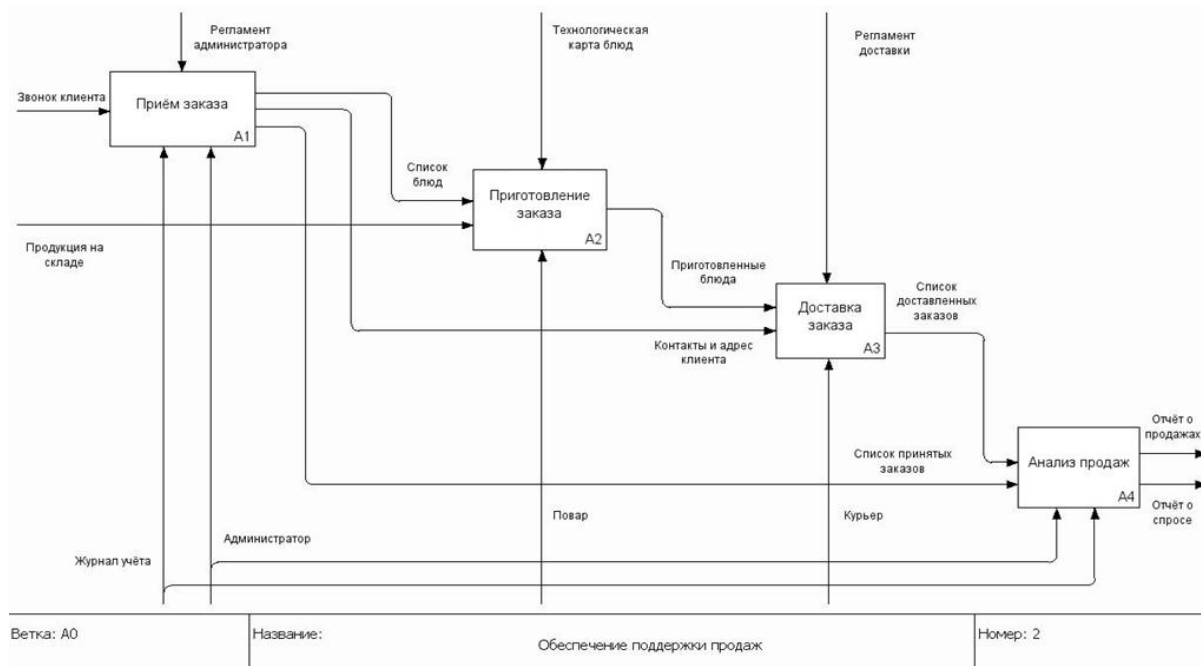 Регламент
администратора
Технологическая
карта блюд
Регламент
доставки
Звонок клиента
Приём заказа
A1
Список
блюд
Приготовление
заказа
A2
Продукция на
складе
Приготовленные
блюда
Доставка
заказа
A3
Список
доставленных
заказов
Контакты и адрес
клиента
Отчёт о
продажах
Список принятых
заказов
Анализ продаж
A4
Отчёт о
спросе
Повар
Курьер
Администратор
Журнал учёта
Ветка: A0
Название:
Обеспечение поддержки продаж
Номер: 2